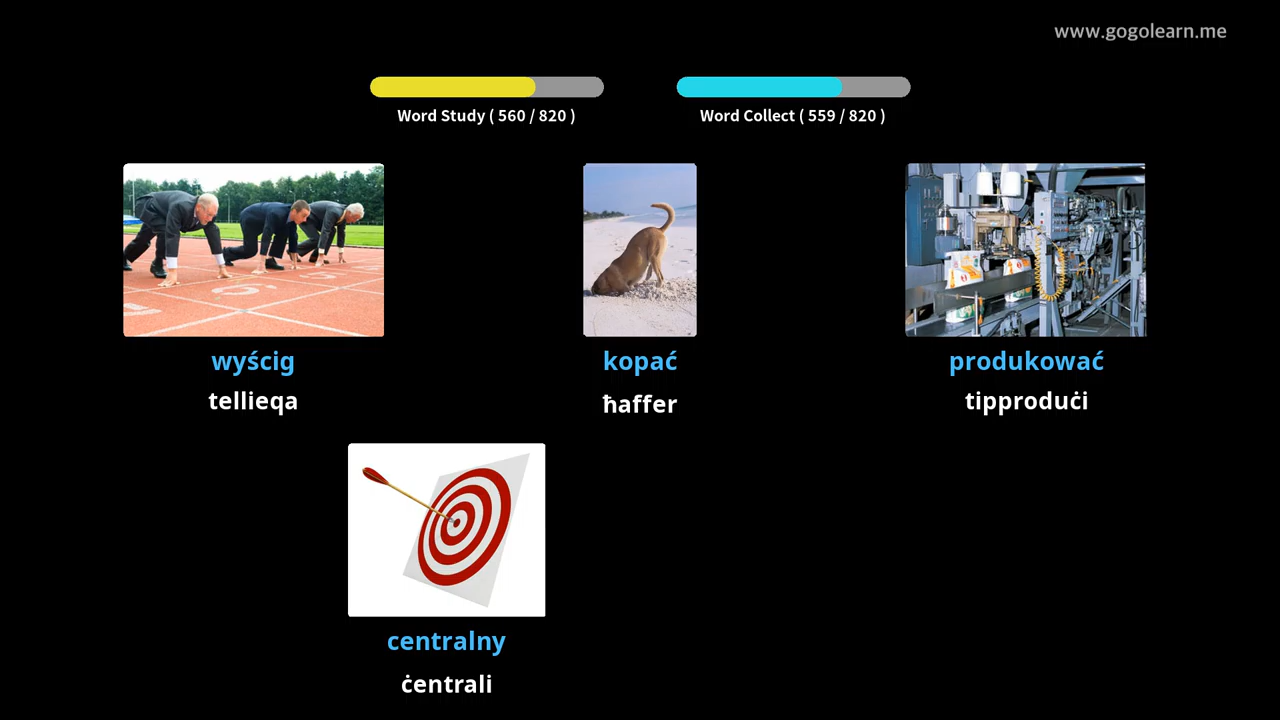 www.gogolearn.me
Word Study ( 560 / 820 )
Word Collect ( 559 / 820 )
wyścig
tellieqa
kopać
ħaffer
produkować
tipproduċi
centralny
ċentrali